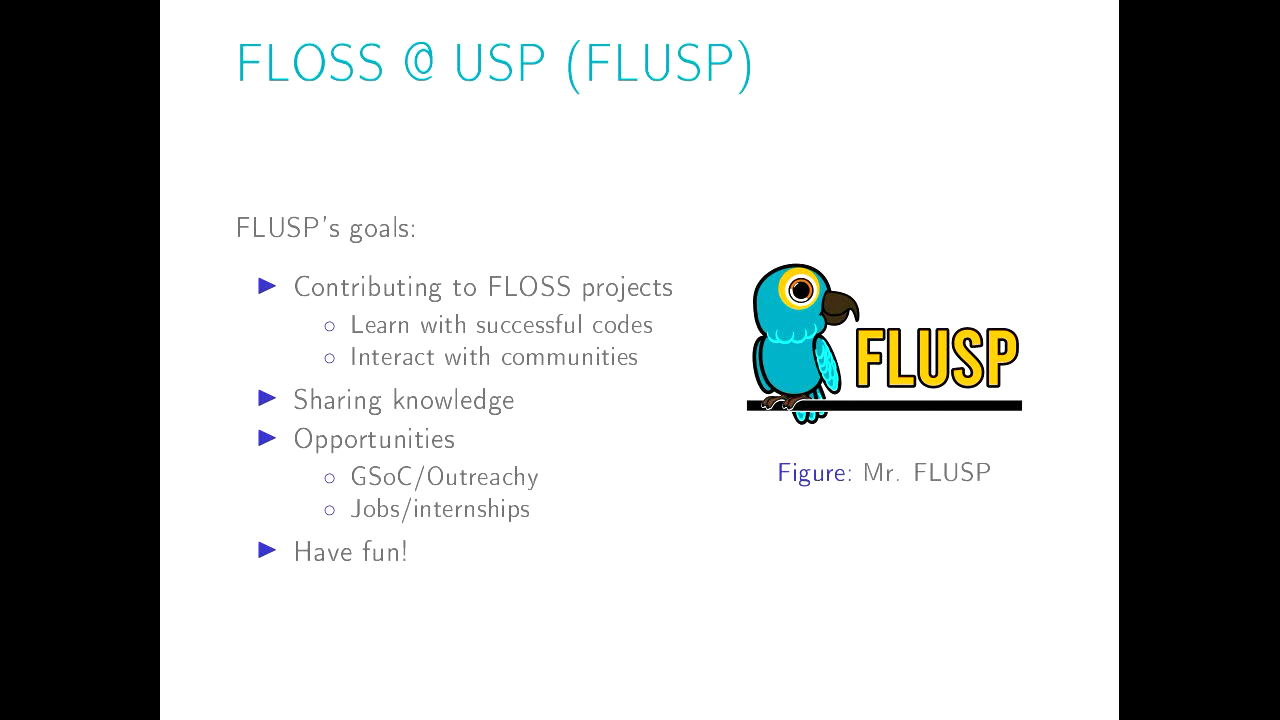 FLOSS @ USP (FLUSP)
FLUSP's goals:
Contributing to FLOSS projects
Learn with successful codes
Interact with communities
Sharing knowledge
Opportunities
GSoC/Outreachy
Jobs/internships
Have fun!
FLUSP
Figure: Mr. FLUSP